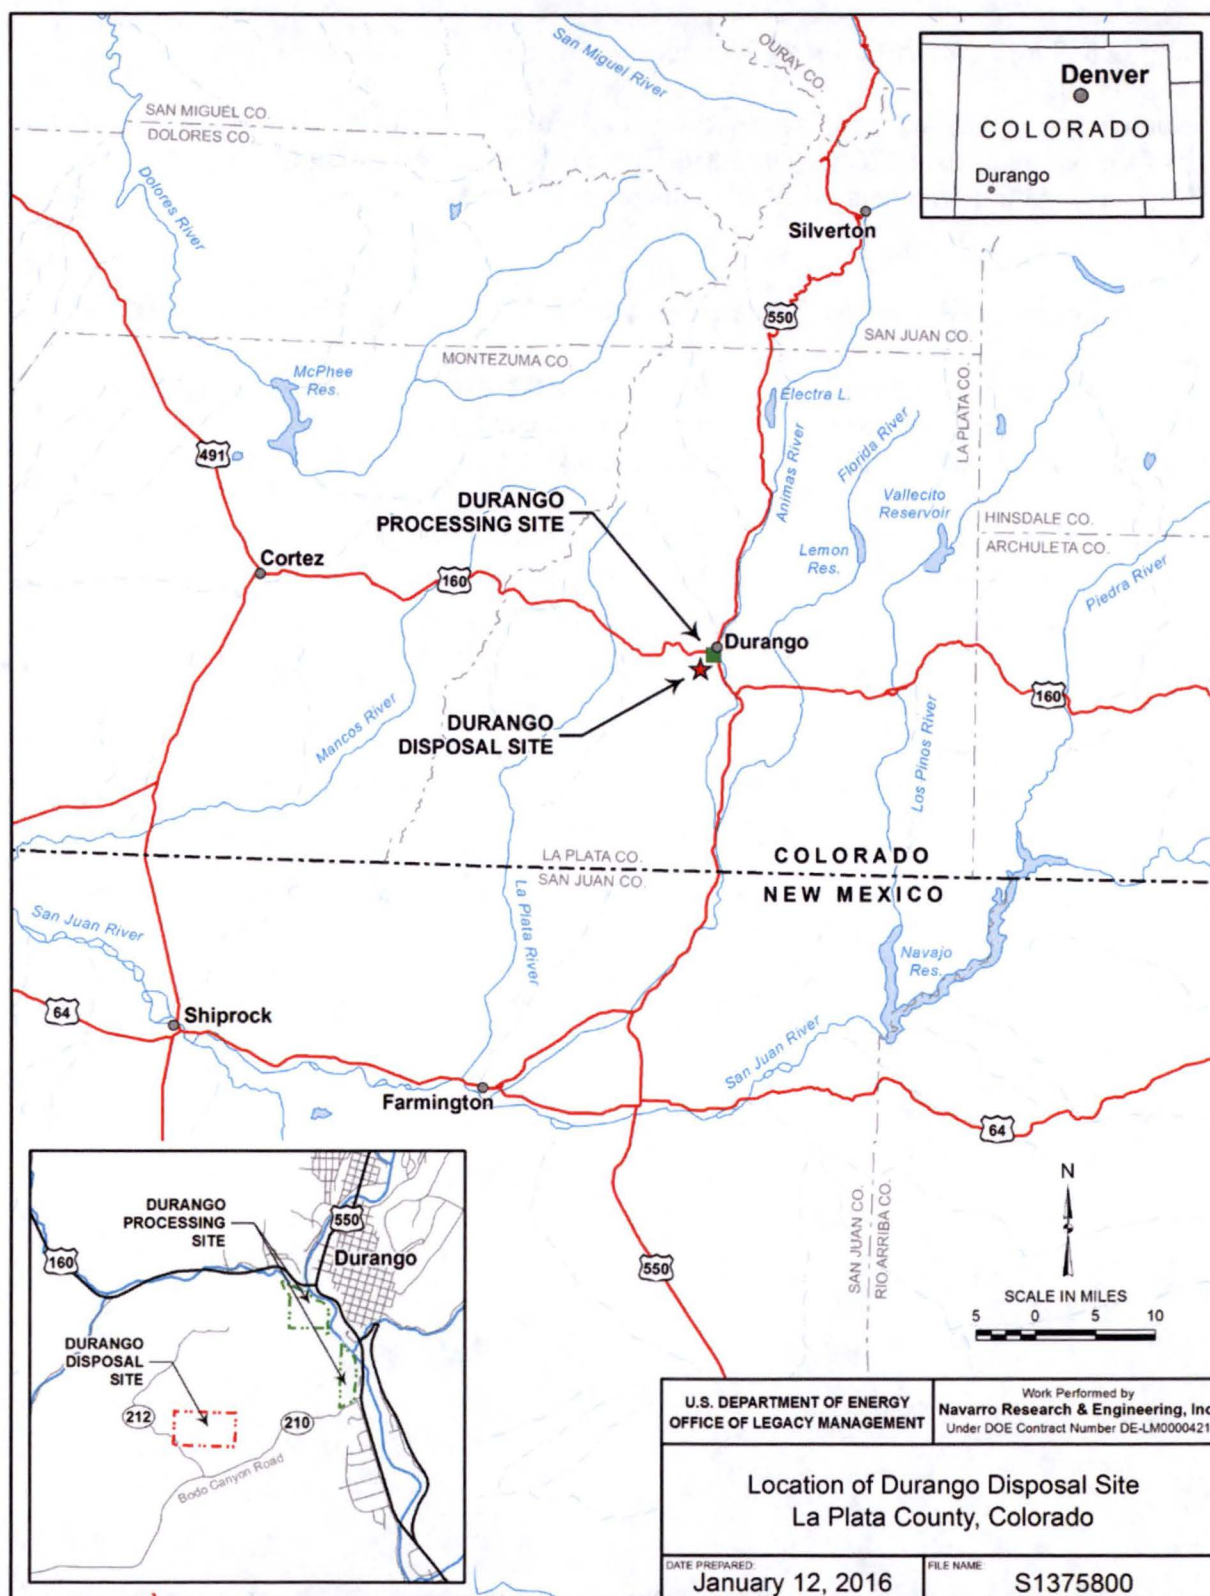 San Miguel River
OURAY CO.
Denver
COLORADO
Durango
SAN MIGUEL CO.
DOLORES CO.
Dolores River
Silverton
550
SAN JUAN CO.
MONTEZUMA CO.
LA PLATA CO.
McPhee
Res.
Electra L.
Animas River
Florida River
491
Vallecito
Reservoir
DURANGO
PROCESSING SITE
HINSDALE CO.
ARCHULETA CO.
Lemon
Res.
Cortez
160
Piedra River
Durango
160
DURANGO
DISPOSAL SITE
Mancos River
Los Pinos River
LA PLATA CO.
SAN JUAN CO.
COLORADO
NEW MEXICO
San Juan River
La Plata River
Navajo
Res.
64
Shiprock
San Juan River
Farmington
64
550
SAN JUAN CO.
RIO ARRIBA CO.
N
SCALE IN MILES
5 0 5 10
DURANGO
PROCESSING
SITE
550
Durango
160
DURANGO
DISPOSAL
SITE
212
210
Bodo Canyon Road
U.S. DEPARTMENT OF ENERGY
OFFICE OF LEGACY MANAGEMENT
Work Performed by
Navarro Research & Engineering, Inc
Under DOE Contract Number DE-LM0000421
Location of Durango Disposal Site
La Plata County, Colorado
DATE PREPARED:
January 12, 2016
FILE NAME:
S1375800